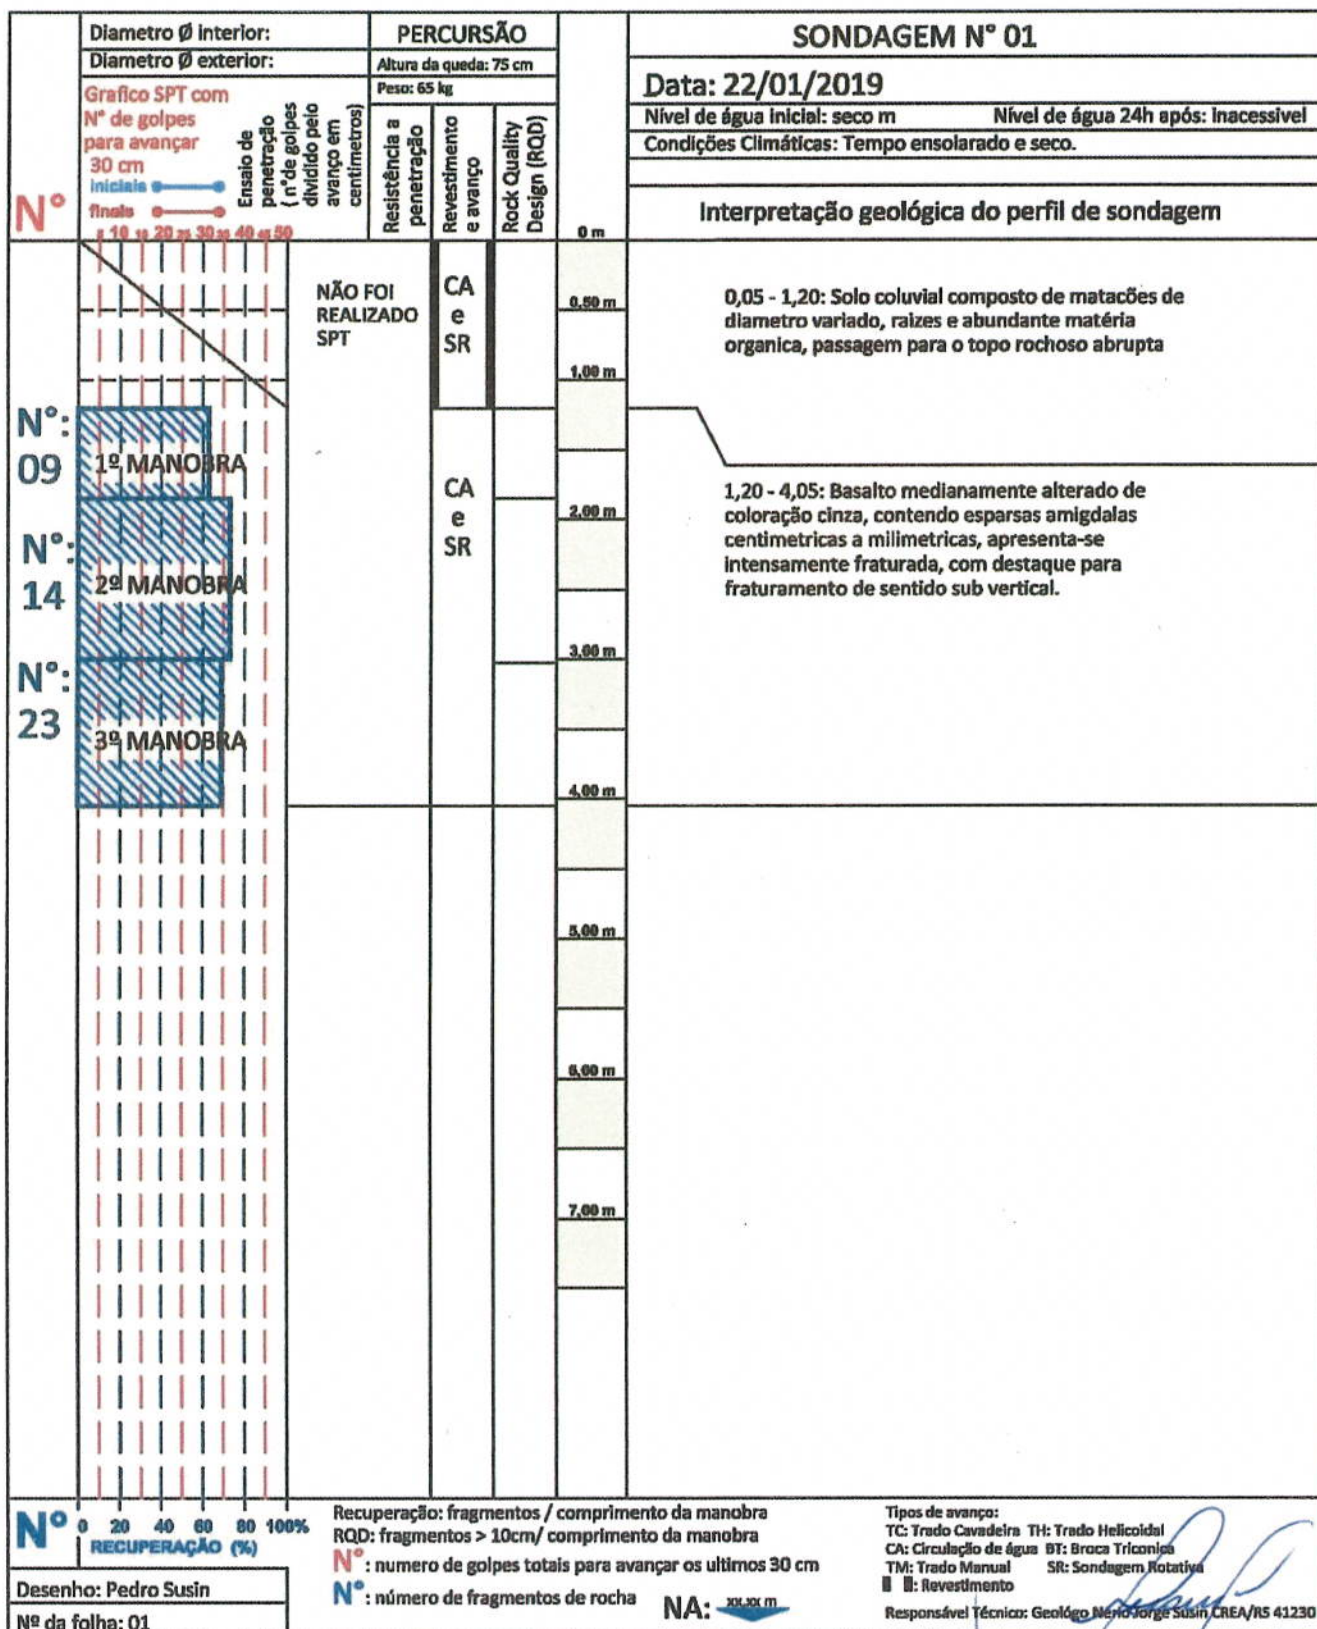 Diametro Ø interior:
Diametro Ø exterior:
Grafico SPT com
N° de golpes
para avançar
30 cm
iniciais
finais
N°
5 10 15 20 25 30 35 40 45 50
Ensaio de
penetração
( n°de golpes
dividido pelo
avanço em
centimetros)
PERCURSÃO
Altura da queda: 75 cm
Peso: 65 kg
Resistência a
penetração
Revestimento
e avanço
Rock Quality
Design (RQD)
0 m
SONDAGEM N° 01
Data: 22/01/2019
Nível de água inicial: seco m Nível de água 24h após: inacessivel
Condições Climáticas: Tempo ensolarado e seco.
Interpretação geológica do perfil de sondagem
NÃO FOI
REALIZADO
SPT
CA
e
SR
0,50 m
1,00 m
0,05 - 1,20: Solo coluvial composto de matacões de
diametro variado, raizes e abundante matéria
organica, passagem para o topo rochoso abrupta
N°:
09
1º MANOBRA
N°:
14
2º MANOBRA
N°:
23
3º MANOBRA
CA
e
SR
2,00 m
3,00 m
4,00 m
5,00 m
6,00 m
7,00 m
1,20 - 4,05: Basalto medianamente alterado de
coloração cinza, contendo esparsas amigdalas
centimetricas a milimetricas, apresenta-se
intensamente fraturada, com destaque para
fraturamento de sentido sub vertical.
N°
0 20 40 60 80 100%
RECUPERAÇÃO (%)
Desenho: Pedro Susin
Nº da folha: 01
Recuperação: fragmentos / comprimento da manobra
RQD: fragmentos > 10cm/ comprimento da manobra
N° : numero de golpes totais para avançar os ultimos 30 cm
N° : número de fragmentos de rocha
NA: xx,xx m
Tipos de avanço:
TC: Trado Cavadeira TH: Trado Helicoidal
CA: Circulação de água BT: Broca Triconica
TM: Trado Manual SR: Sondagem Rotativa
: Revestimento
Responsável Técnico: Geológo Nério Jorge Susin CREA/RS 41230